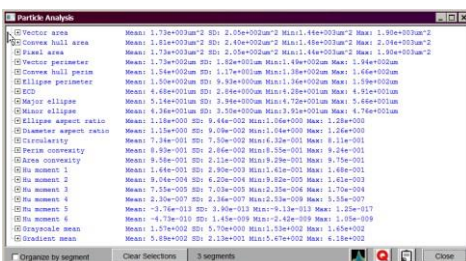 Particle Analysis
Vector area Mean: 1.73e+003um^2 SD: 2.05e+002um^2 Min:1.44e+003um^2 Max: 1.90e+003um^2
Convex hull area Mean: 1.81e+003um^2 SD: 2.40e+002um^2 Min:1.48e+003um^2 Max: 2.04e+003um^2
Pixel area Mean: 1.73e+003um^2 SD: 2.05e+002um^2 Min:1.44e+003um^2 Max: 1.90e+003um^2
Vector perimeter Mean: 1.73e+002um SD: 1.82e+001um Min:1.49e+002um Max: 1.94e+002um
Convex hull perim Mean: 1.54e+002um SD: 1.17e+001um Min:1.38e+002um Max: 1.66e+002um
Ellipse perimeter Mean: 1.50e+002um SD: 9.93e+000um Min:1.36e+002um Max: 1.59e+002um
ECD Mean: 4.68e+001um SD: 2.84e+000um Min:4.28e+001um Max: 4.91e+001um
Major ellipse Mean: 5.14e+001um SD: 3.94e+000um Min:4.72e+001um Max: 5.66e+001um
Minor ellipse Mean: 4.36e+001um SD: 3.50e+000um Min:3.91e+001um Max: 4.76e+001um
Ellipse aspect ratio Mean: 1.18e+000 SD: 9.44e-002 Min:1.06e+000 Max: 1.28e+000
Diameter aspect ratio Mean: 1.15e+000 SD: 9.09e-002 Min:1.04e+000 Max: 1.26e+000
Circularity Mean: 7.34e-001 SD: 7.50e-002 Min:6.32e-001 Max: 8.11e-001
Perim convexity Mean: 8.93e-001 SD: 2.86e-002 Min:8.55e-001 Max: 9.24e-001
Area convexity Mean: 9.58e-001 SD: 2.11e-002 Min:9.29e-001 Max: 9.75e-001
Hu moment 1 Mean: 1.64e-001 SD: 2.90e-003 Min:1.61e-001 Max: 1.68e-001
Hu moment 2 Mean: 9.04e-004 SD: 6.20e-004 Min:9.82e-005 Max: 1.61e-003
Hu moment 3 Mean: 7.55e-005 SD: 7.03e-005 Min:2.35e-006 Max: 1.70e-004
Hu moment 4 Mean: 2.30e-007 SD: 2.36e-007 Min:2.53e-009 Max: 5.55e-007
Hu moment 5 Mean: -3.76e-013 SD: 3.90e-013 Min:-9.13e-013 Max: 1.25e-017
Hu moment 6 Mean: -4.73e-010 SD: 1.45e-009 Min:-2.42e-009 Max: 1.05e-009
Grayscale mean Mean: 1.57e+002 SD: 5.70e+000 Min:1.53e+002 Max: 1.65e+002
Gradient mean Mean: 5.89e+002 SD: 2.13e+001 Min:5.67e+002 Max: 6.18e+002
Organize by segment Clear Selections 5 segments Close